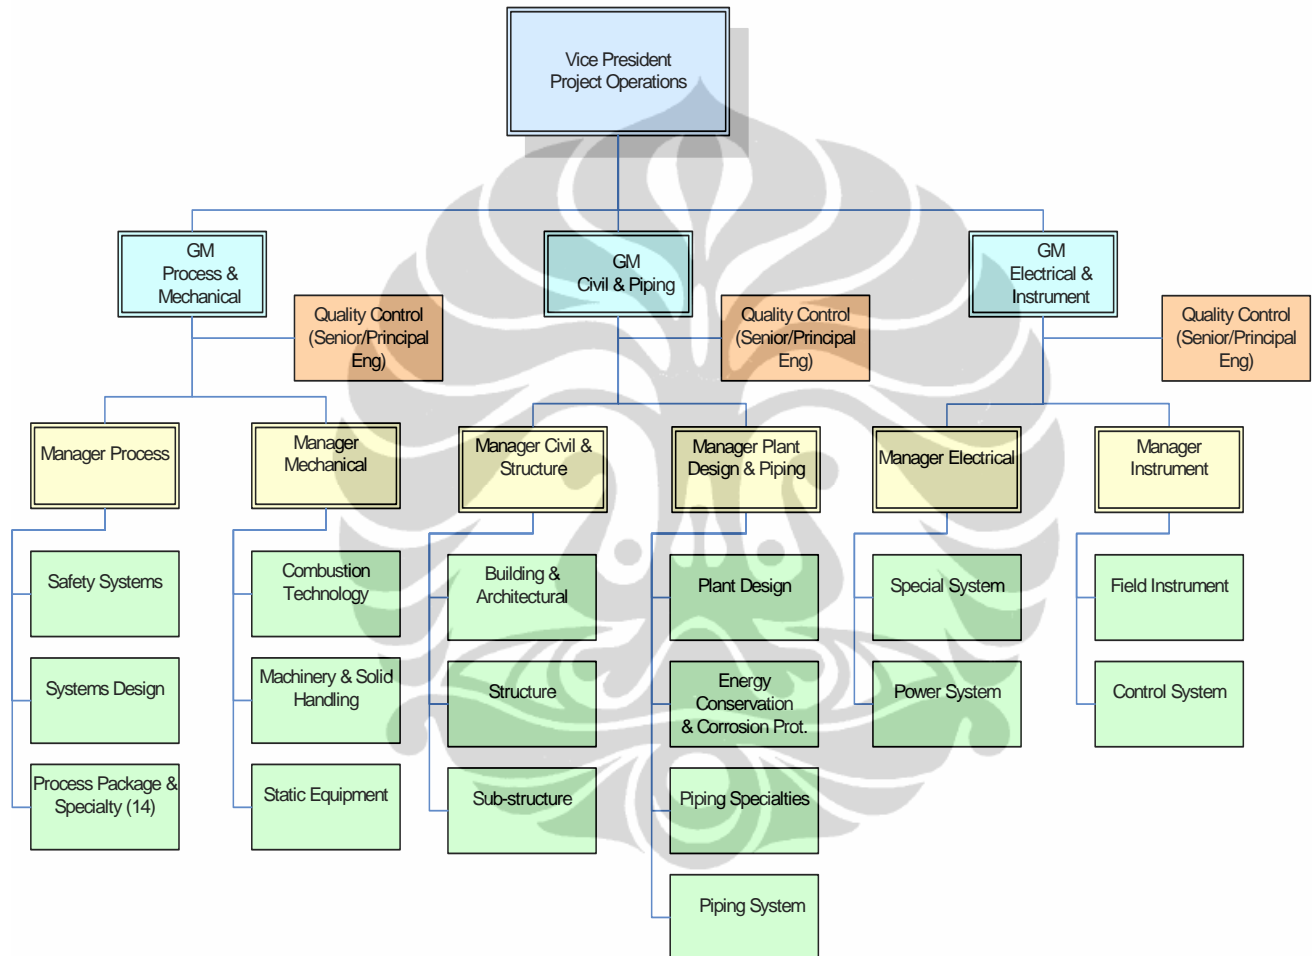 Vice President
Project Operations
GM
Process &
Mechanical
GM
Civil & Piping
GM
Electrical &
Instrument
Quality Control
(Senior/Principal
Eng)
Quality Control
(Senior/Principal
Eng)
Quality Control
(Senior/Principal
Eng)
Manager Process
Manager
Mechanical
Manager Civil &
Structure
Manager Plant
Design & Piping
Manager Electrical
Manager
Instrument
Safety Systems
Combustion
Technology
Building &
Architectural
Plant Design
Special System
Field Instrument
Systems Design
Machinery & Solid
Handling
Structure
Energy
Conservation
& Corrosion Prot.
Power System
Control System
Process Package &
Specialty (14)
Static Equipment
Sub-structure
Piping Specialties
Piping System